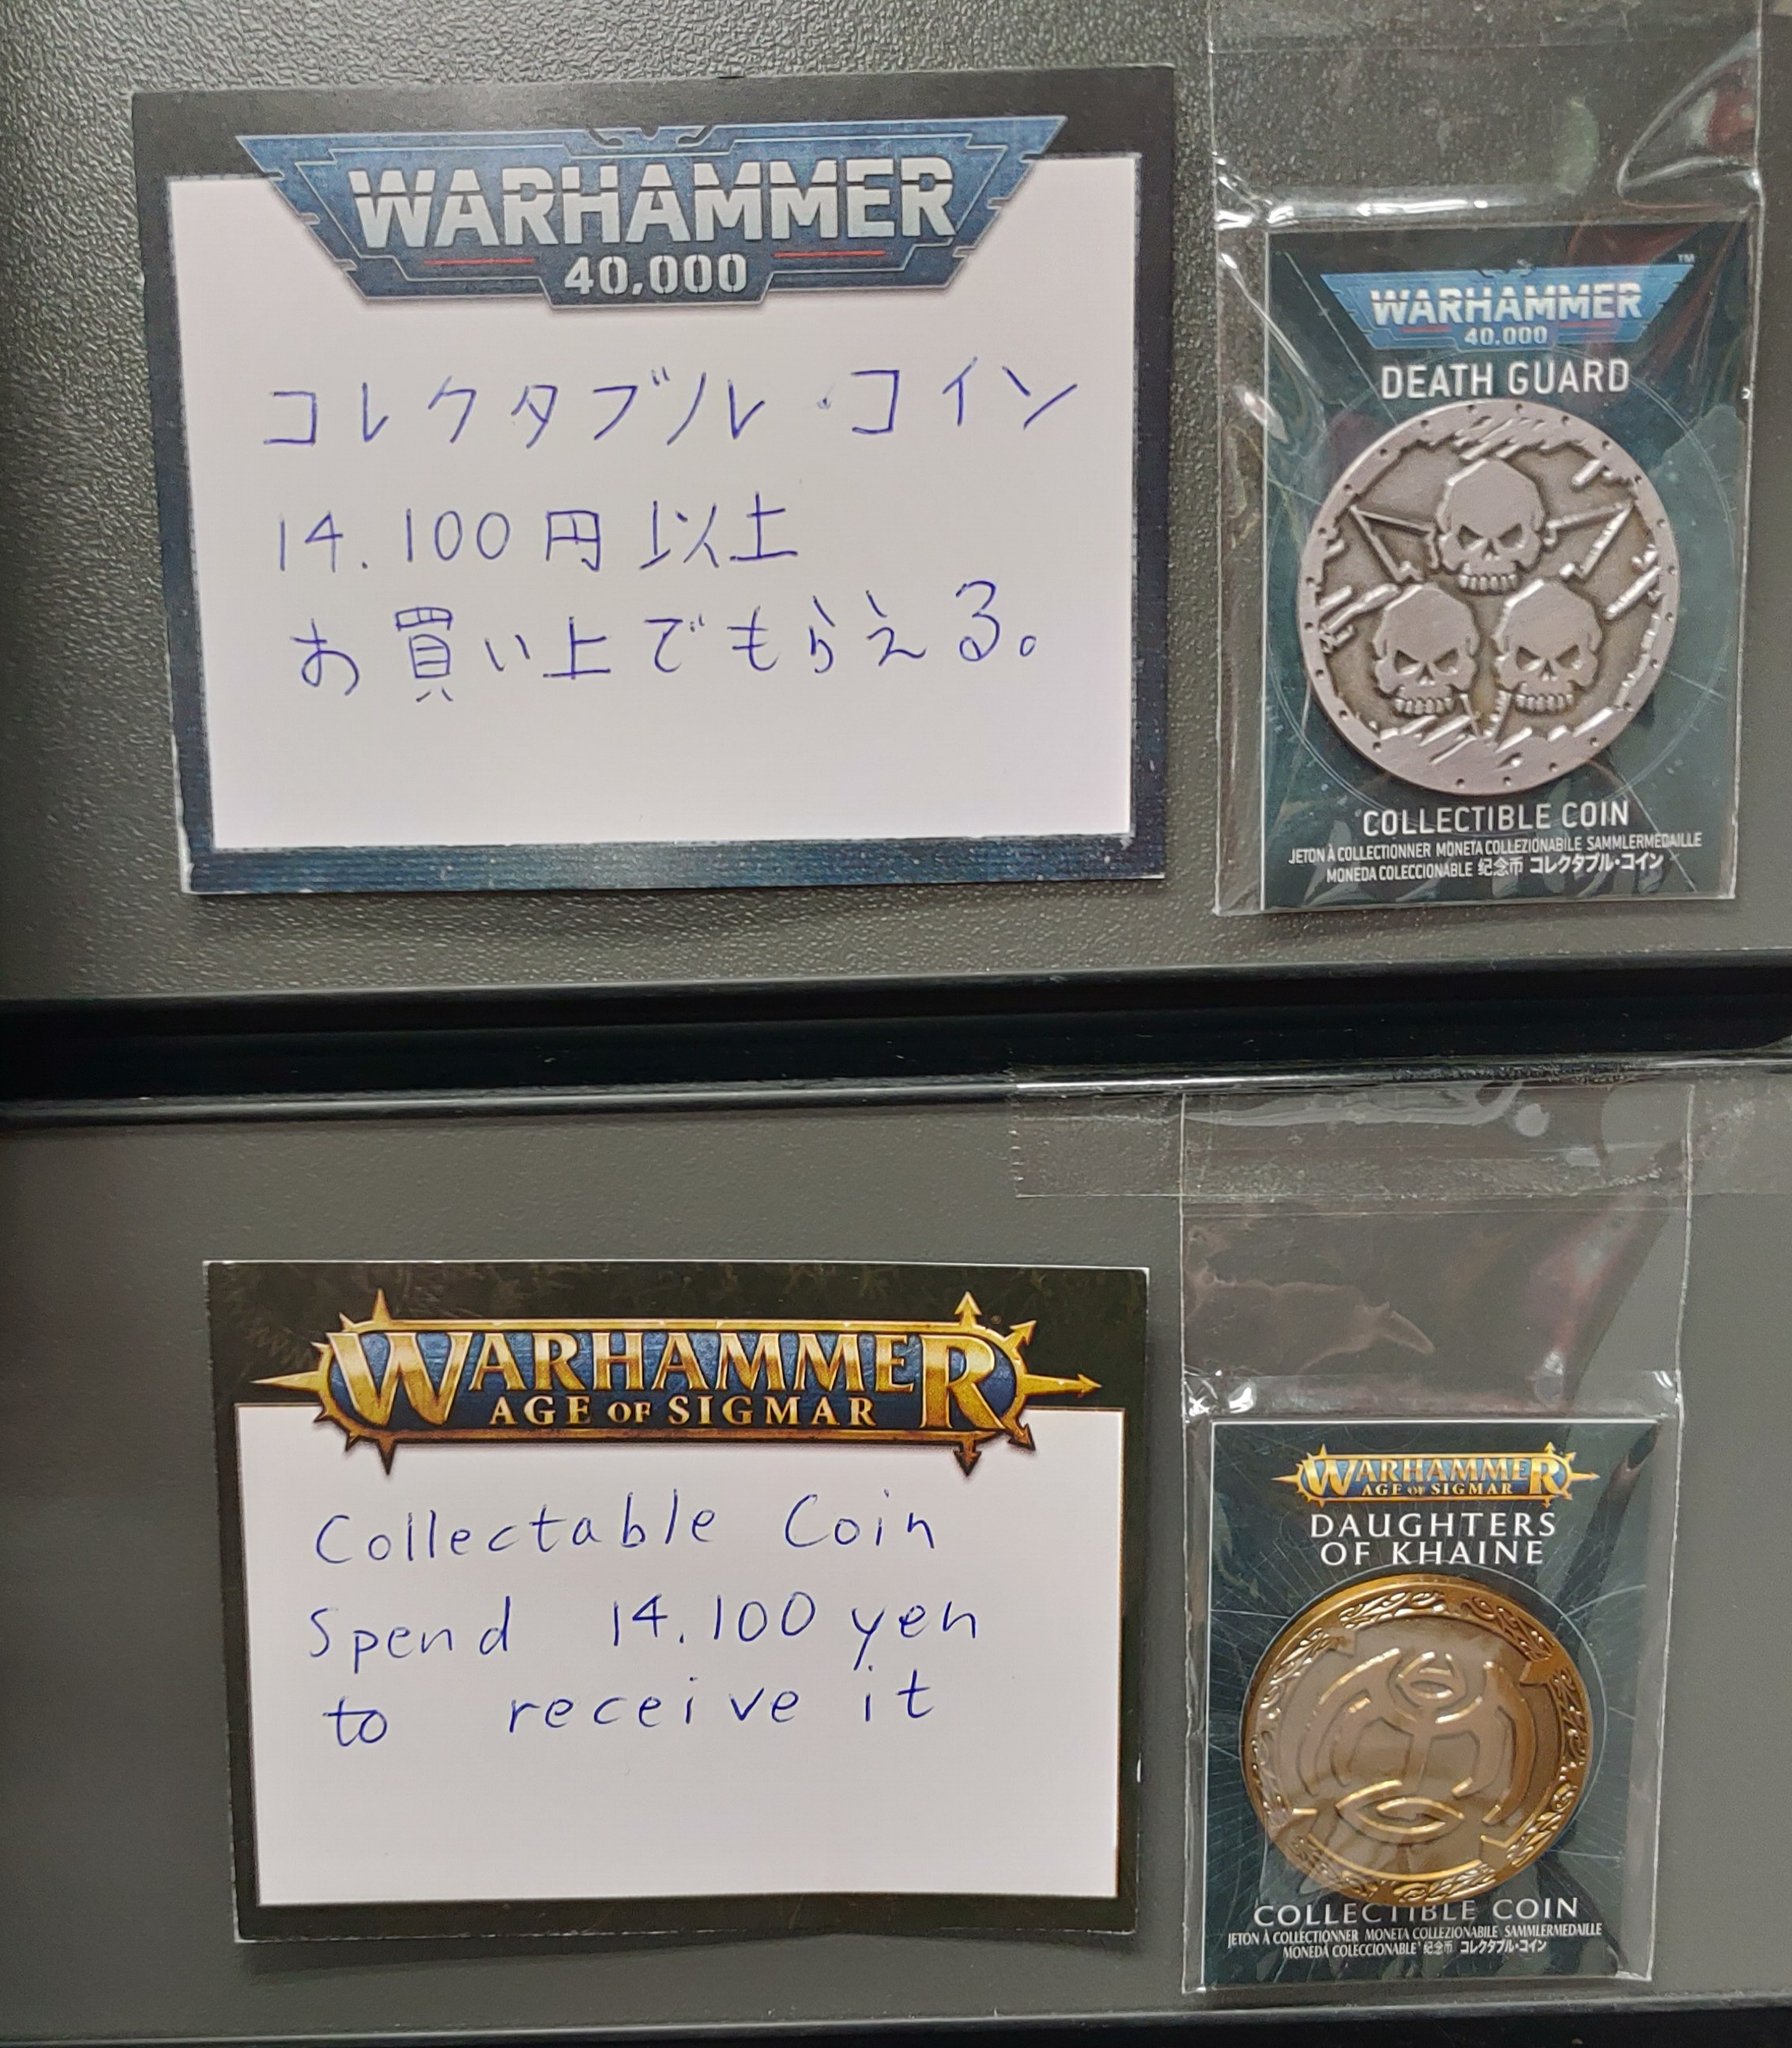 WARHAMMER
40,000
コレクタブル・コイン
14.100円以上
お買い上でもらえる。
WARHAMMER
40,000
DEATH GUARD
COLLECTIBLE COIN
JETON À COLLECTIONNER MONETA COLLEZIONABILE SAMMLERMEDAILLE
MONEDA COLECCIONABLE 纪念币 コレクタブル・コイン
WARHAMMER
AGE OF SIGMAR
Collectable Coin
Spend 14.100 yen
to receive it
WARHAMMER
AGE OF SIGMAR
DAUGHTERS
OF KHAINE
COLLECTIBLE COIN
JETON À COLLECTIONNER MONETA COLLEZIONABILE SAMMLERMEDAILLE
MONEDA COLECCIONABLE 纪念币 コレクタブル・コイン